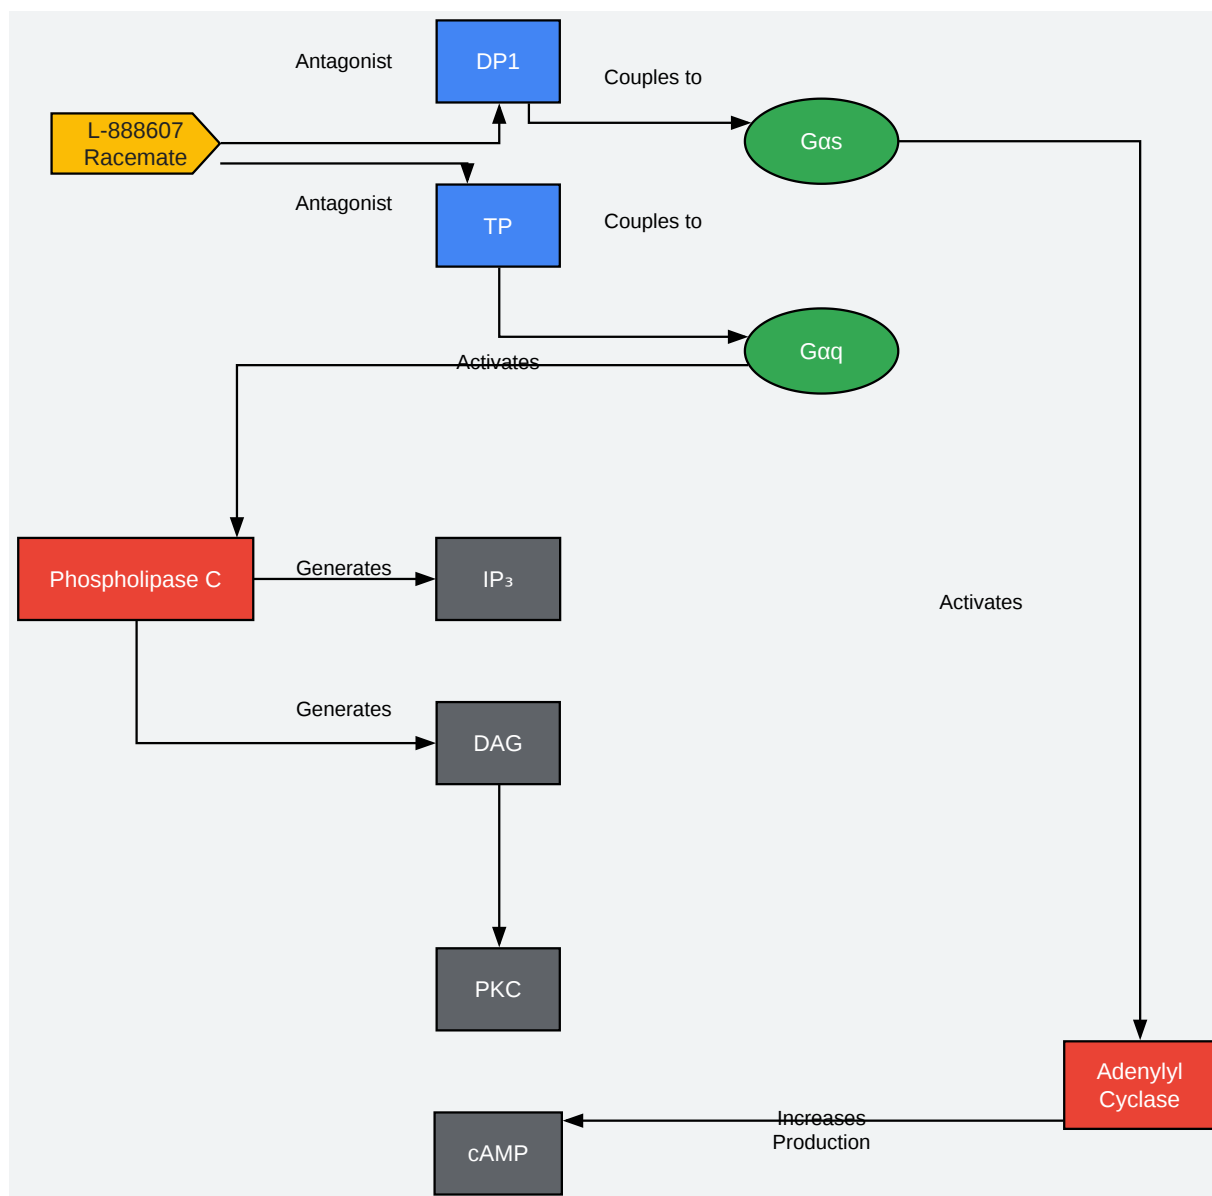 Antagonist
DP1
Couples to
L-888607
Racemate
Gαs
Antagonist
TP
Couples to
Gαq
Activates
Phospholipase C
Generates
IP₃
Activates
Generates
DAG
PKC
Adenylyl
Cyclase
Increases
Production
cAMP